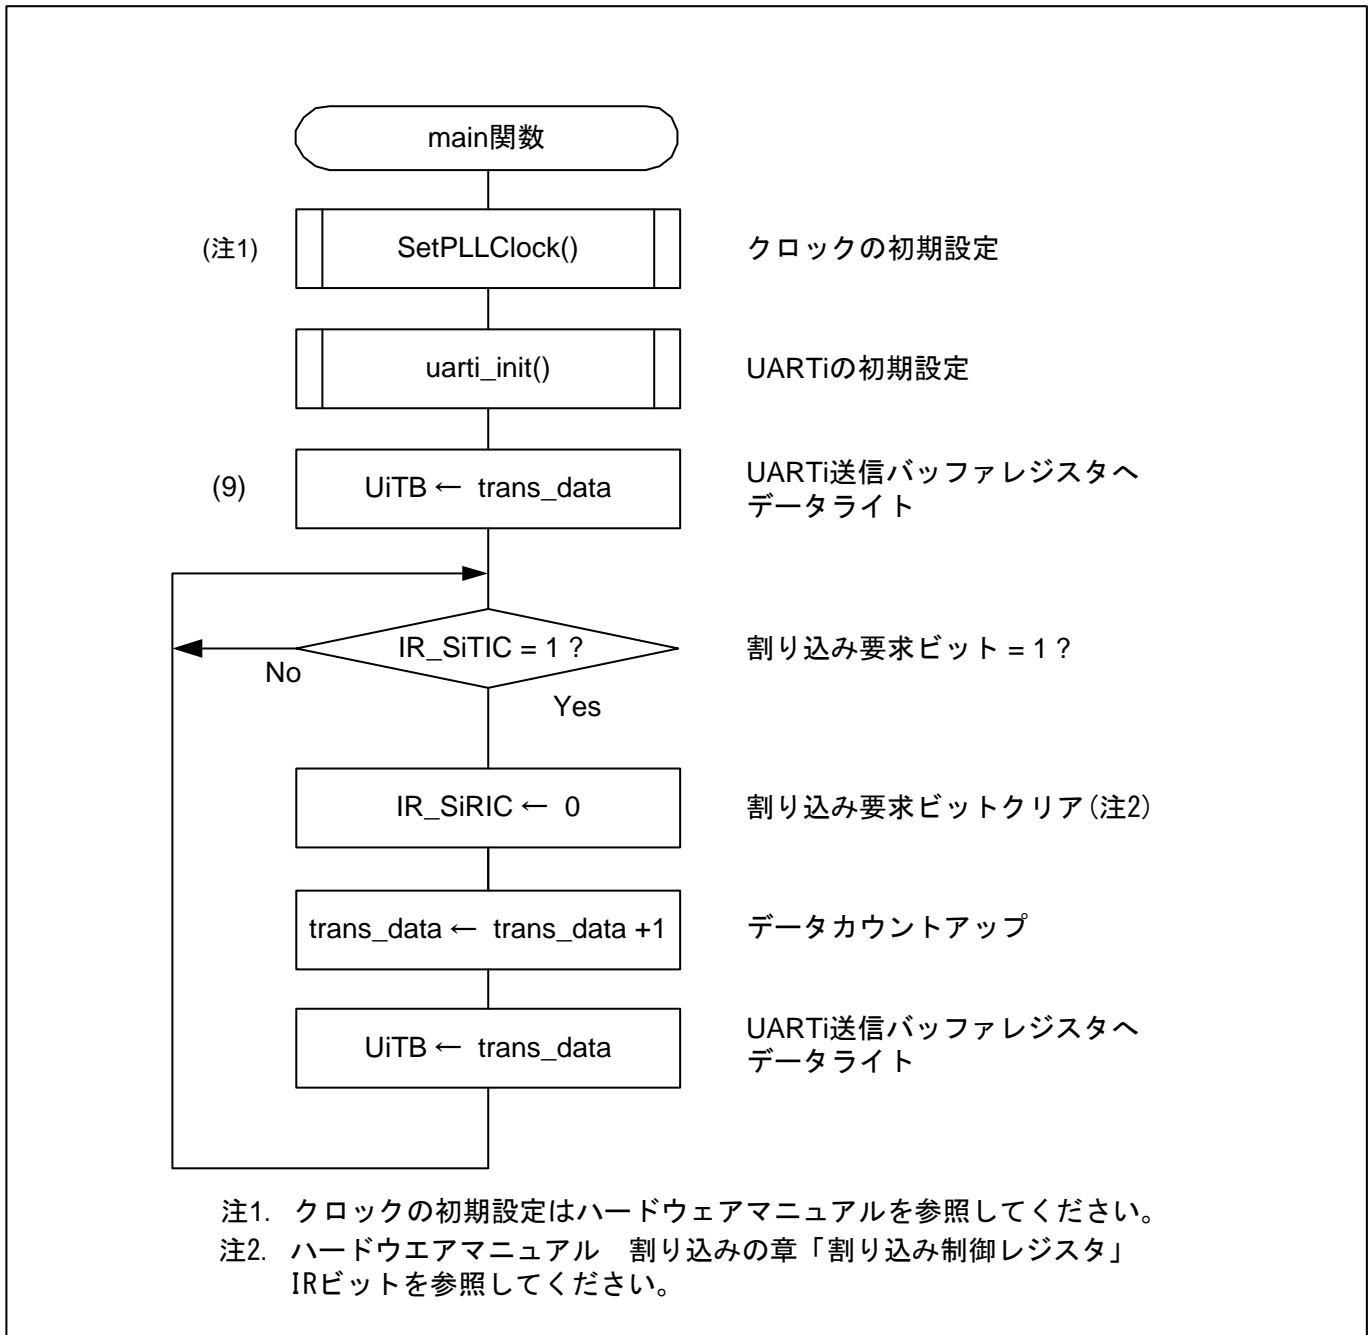 main関数
(注1)
SetPLLClock()
クロックの初期設定
uarti_init()
UARTiの初期設定
(9)
UiTB ← trans_data
UARTi送信バッファレジスタへ
データライト
IR_SiTIC = 1 ?
割り込み要求ビット = 1 ?
No
Yes
IR_SiRIC ← 0
割り込み要求ビットクリア(注2)
trans_data ← trans_data +1
データカウントアップ
UiTB ← trans_data
UARTi送信バッファレジスタへ
データライト
注1. クロックの初期設定はハードウェアマニュアルを参照してください。
注2. ハードウエアマニュアル　割り込みの章「割り込み制御レジスタ」
IRビットを参照してください。